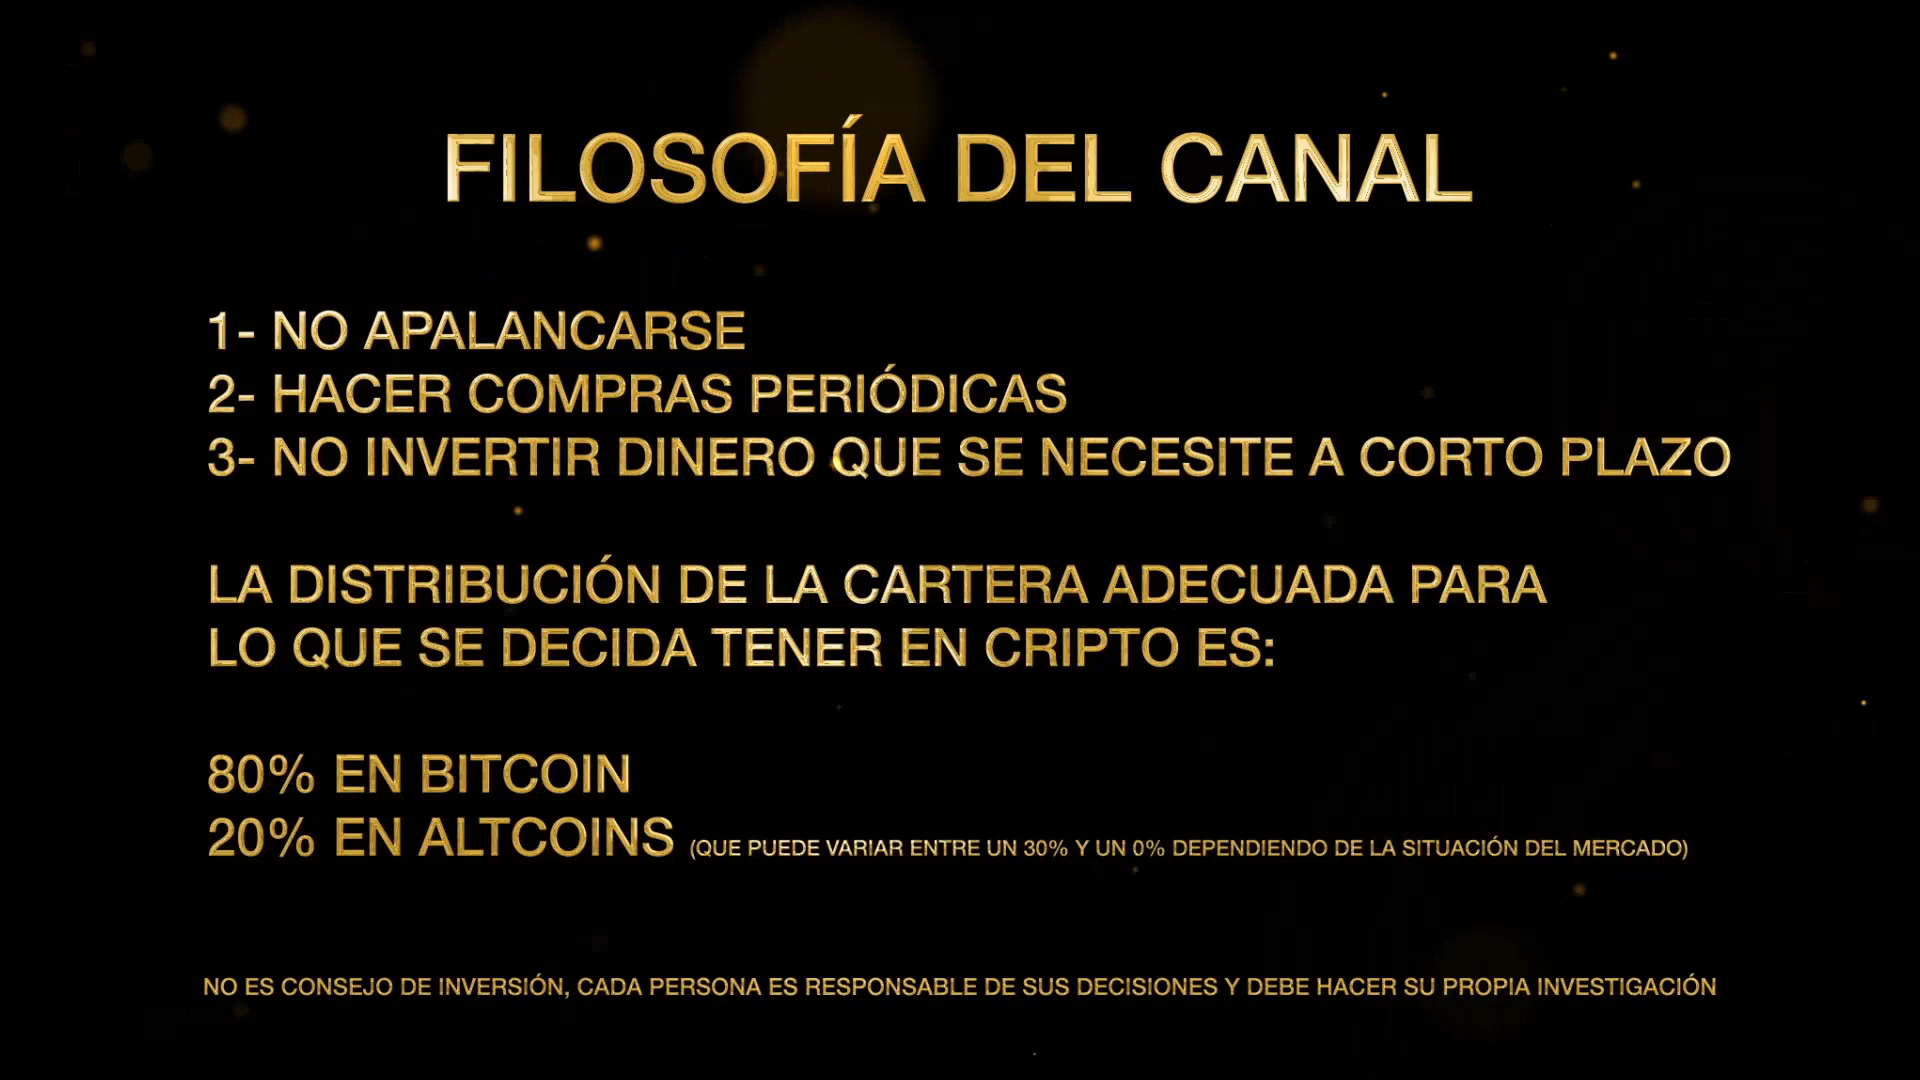 FILOSOFÍA DEL CANAL
1- NO APALANCARSE
2- HACER COMPRAS PERIÓDICAS
3- NO INVERTIR DINERO QUE SE NECESITE A CORTO PLAZO
LA DISTRIBUCIÓN DE LA CARTERA ADECUADA PARA
LO QUE SE DECIDA TENER EN CRIPTO ES:
80% EN BITCOIN
20% EN ALTCOINS (QUE PUEDE VARIAR ENTRE UN 30% Y UN 0% DEPENDIENDO DE LA SITUACIÓN DEL MERCADO)
NO ES CONSEJO DE INVERSIÓN, CADA PERSONA ES RESPONSABLE DE SUS DECISIONES Y DEBE HACER SU PROPIA INVESTIGACIÓN